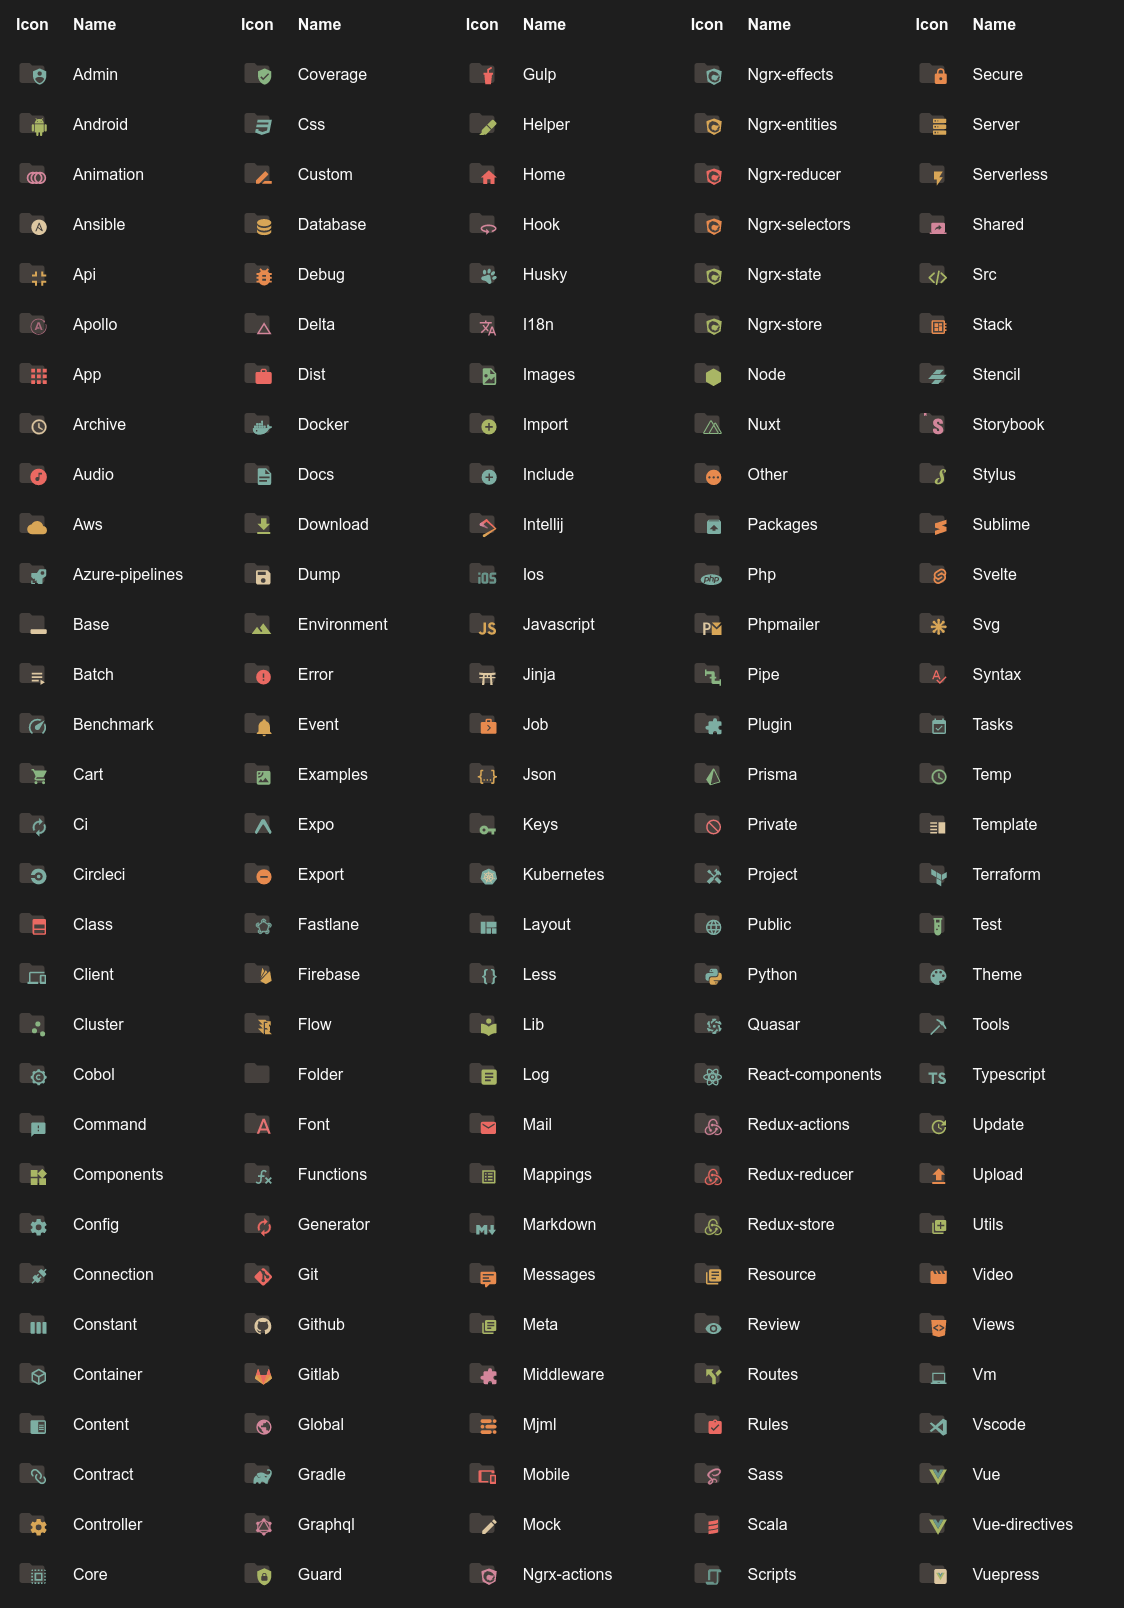 Icon Name Icon Name Icon Name Icon Name Icon Name
Admin Coverage Gulp Ngrx-effects Secure
Android Css Helper Ngrx-entities Server
Animation Custom Home Ngrx-reducer Serverless
Ansible Database Hook Ngrx-selectors Shared
Api Debug Husky Ngrx-state Src
Apollo Delta I18n Ngrx-store Stack
App Dist Images Node Stencil
Archive Docker Import Nuxt Storybook
Audio Docs Include Other Stylus
Aws Download Intellij Packages Sublime
Azure-pipelines Dump Ios Php Svelte
Base Environment Javascript Phpmailer Svg
Batch Error Jinja Pipe Syntax
Benchmark Event Job Plugin Tasks
Cart Examples Json Prisma Temp
Ci Expo Keys Private Template
Circleci Export Kubernetes Project Terraform
Class Fastlane Layout Public Test
Client Firebase Less Python Theme
Cluster Flow Lib Quasar Tools
Cobol Folder Log React-components Typescript
Command Font Mail Redux-actions Update
Components Functions Mappings Redux-reducer Upload
Config Generator Markdown Redux-store Utils
Connection Git Messages Resource Video
Constant Github Meta Review Views
Container Gitlab Middleware Routes Vm
Content Global Mjml Rules Vscode
Contract Gradle Mobile Sass Vue
Controller Graphql Mock Scala Vue-directives
Core Guard Ngrx-actions Scripts Vuepress